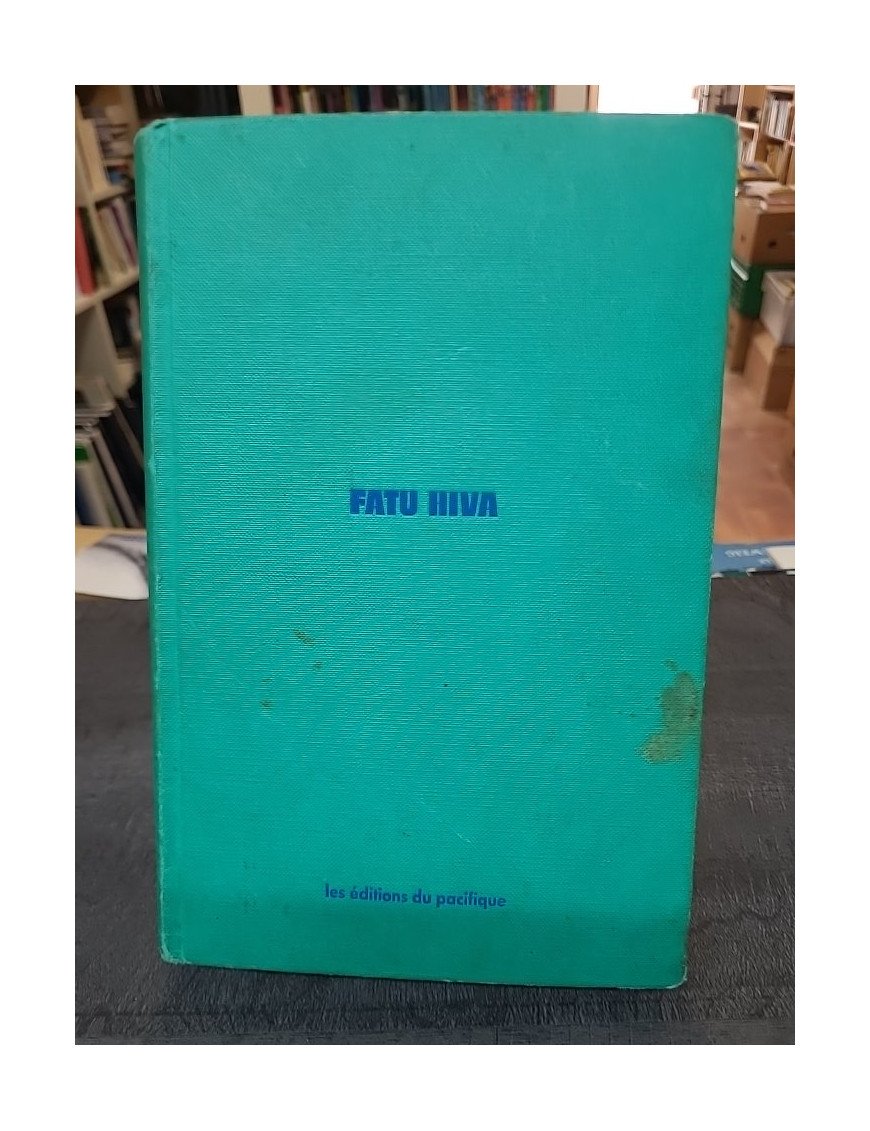 FATU HIVA
les éditions du pacifique